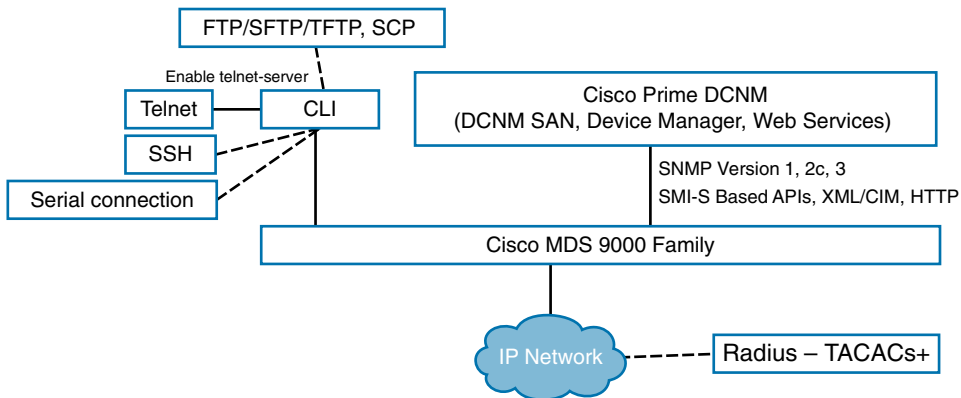 FTP/SFTP/TFTP, SCP
Enable telnet-server
Telnet
CLI
SSH
Serial connection
Cisco Prime DCNM
(DCNM SAN, Device Manager, Web Services)
SNMP Version 1, 2c, 3
SMI-S Based APIs, XML/CIM, HTTP
Cisco MDS 9000 Family
IP Network
Radius – TACACs+